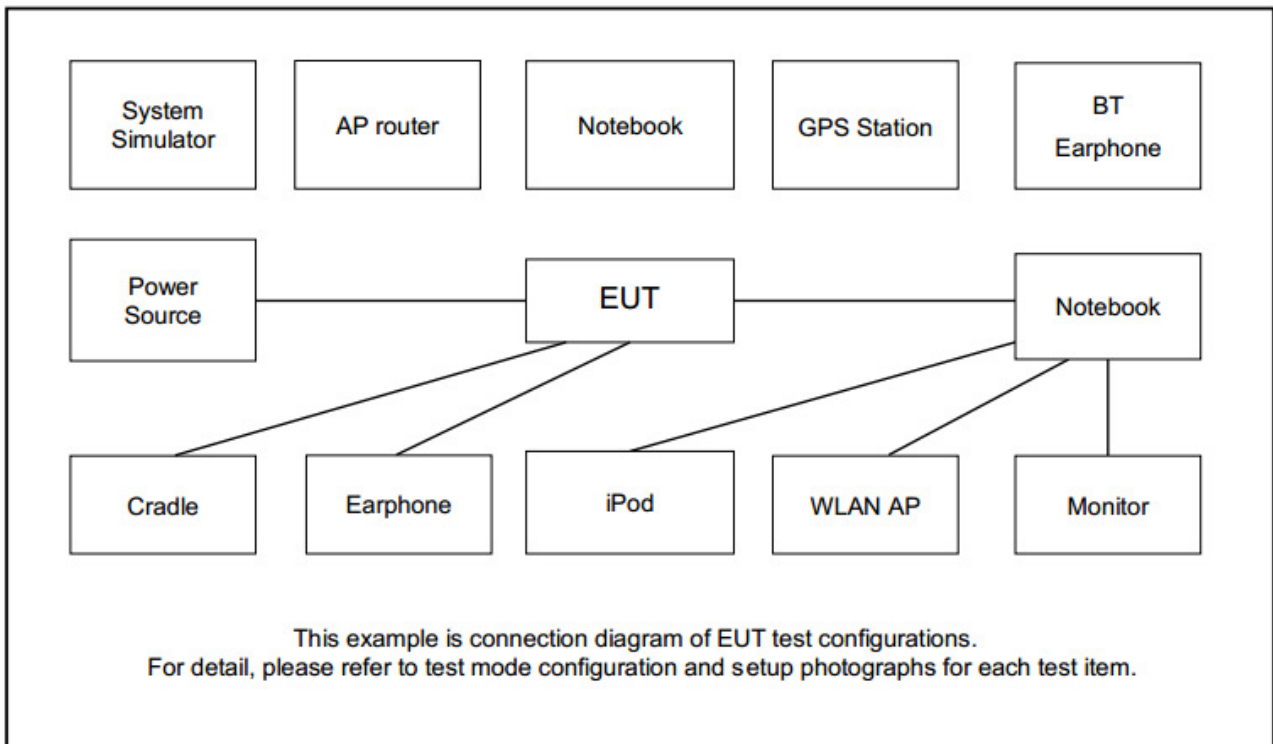 System
Simulator
AP router
Notebook
GPS Station
BT
Earphone
Power
Source
EUT
Notebook
Cradle
Earphone
iPod
WLAN AP
Monitor
This example is connection diagram of EUT test configurations.
For detail, please refer to test mode configuration and setup photographs for each test item.